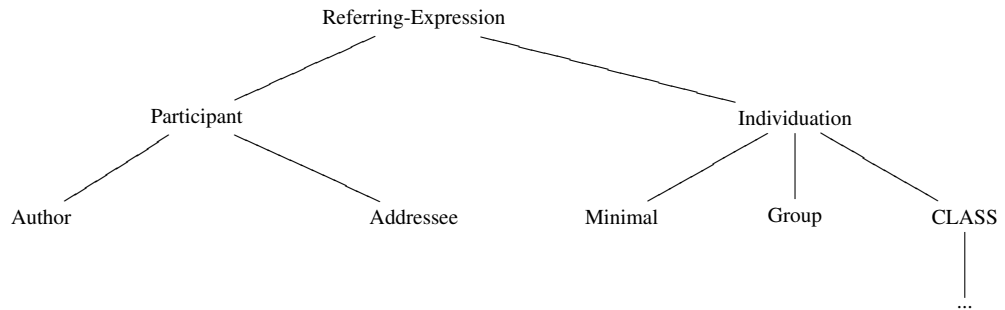 Referring-Expression
Participant
Individuation
Author
Addressee
Minimal
Group
CLASS
...